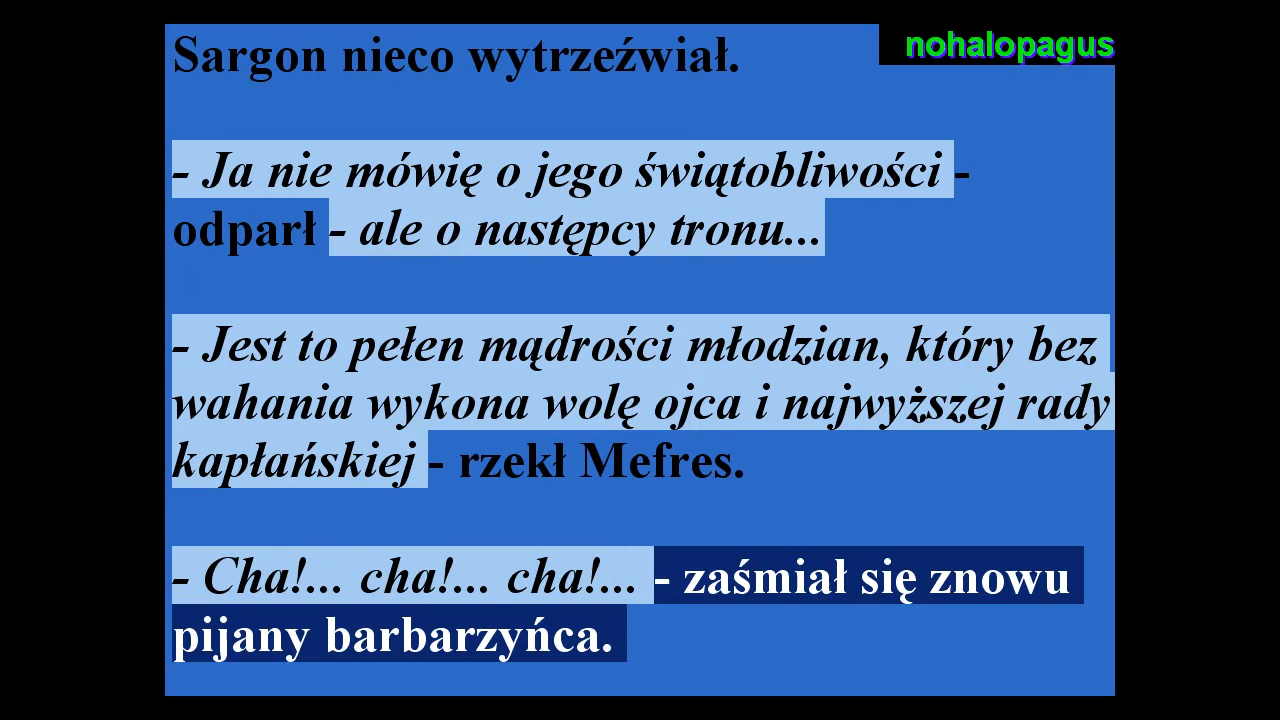 nohalopagus
Sargon nieco wytrzeźwiał.
- Ja nie mówię o jego świątobliwości -
odparł - ale o następcy tronu...
- Jest to pełen mądrości młodzian, który bez
wahania wykona wolę ojca i najwyższej rady
kapłańskiej - rzekł Mefres.
- Cha!... cha!... cha!... - zaśmiał się znowu
pijany barbarzyńca.